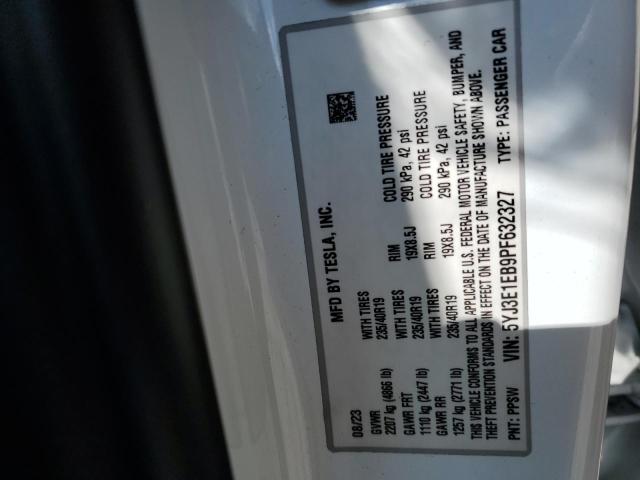 MFD BY TESLA, INC.
08/23
GVWR WITH TIRES RIM COLD TIRE PRESSURE
2207 kg (4866 lb) 235/40R19 19X8.5J 290 kPa, 42 psi
GAWR FRT WITH TIRES RIM COLD TIRE PRESSURE
1110 kg (2447 lb) 235/40R19 19X8.5J 290 kPa, 42 psi
GAWR RR
1257 kg (2771 lb)
THIS VEHICLE CONFORMS TO ALL APPLICABLE U.S. FEDERAL MOTOR VEHICLE SAFETY, BUMPER, AND
THEFT PREVENTION STANDARDS IN EFFECT ON THE DATE OF MANUFACTURE SHOWN ABOVE.
PNT: PPSW VIN: 5YJ3E1EB9PF632327 TYPE: PASSENGER CAR